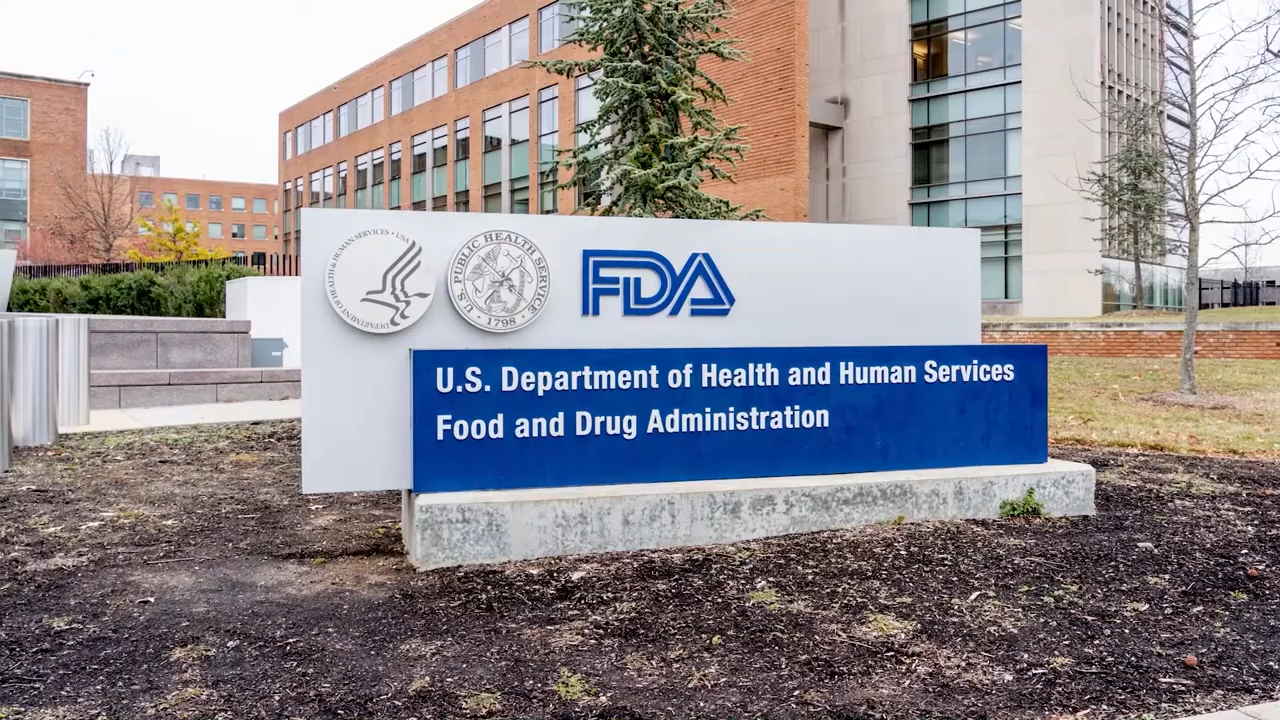 DEPARTMENT OF HEALTH & HUMAN SERVICES • USA
U.S. PUBLIC HEALTH SERVICE
• 1798 •
FDA
U.S. Department of Health and Human Services
Food and Drug Administration